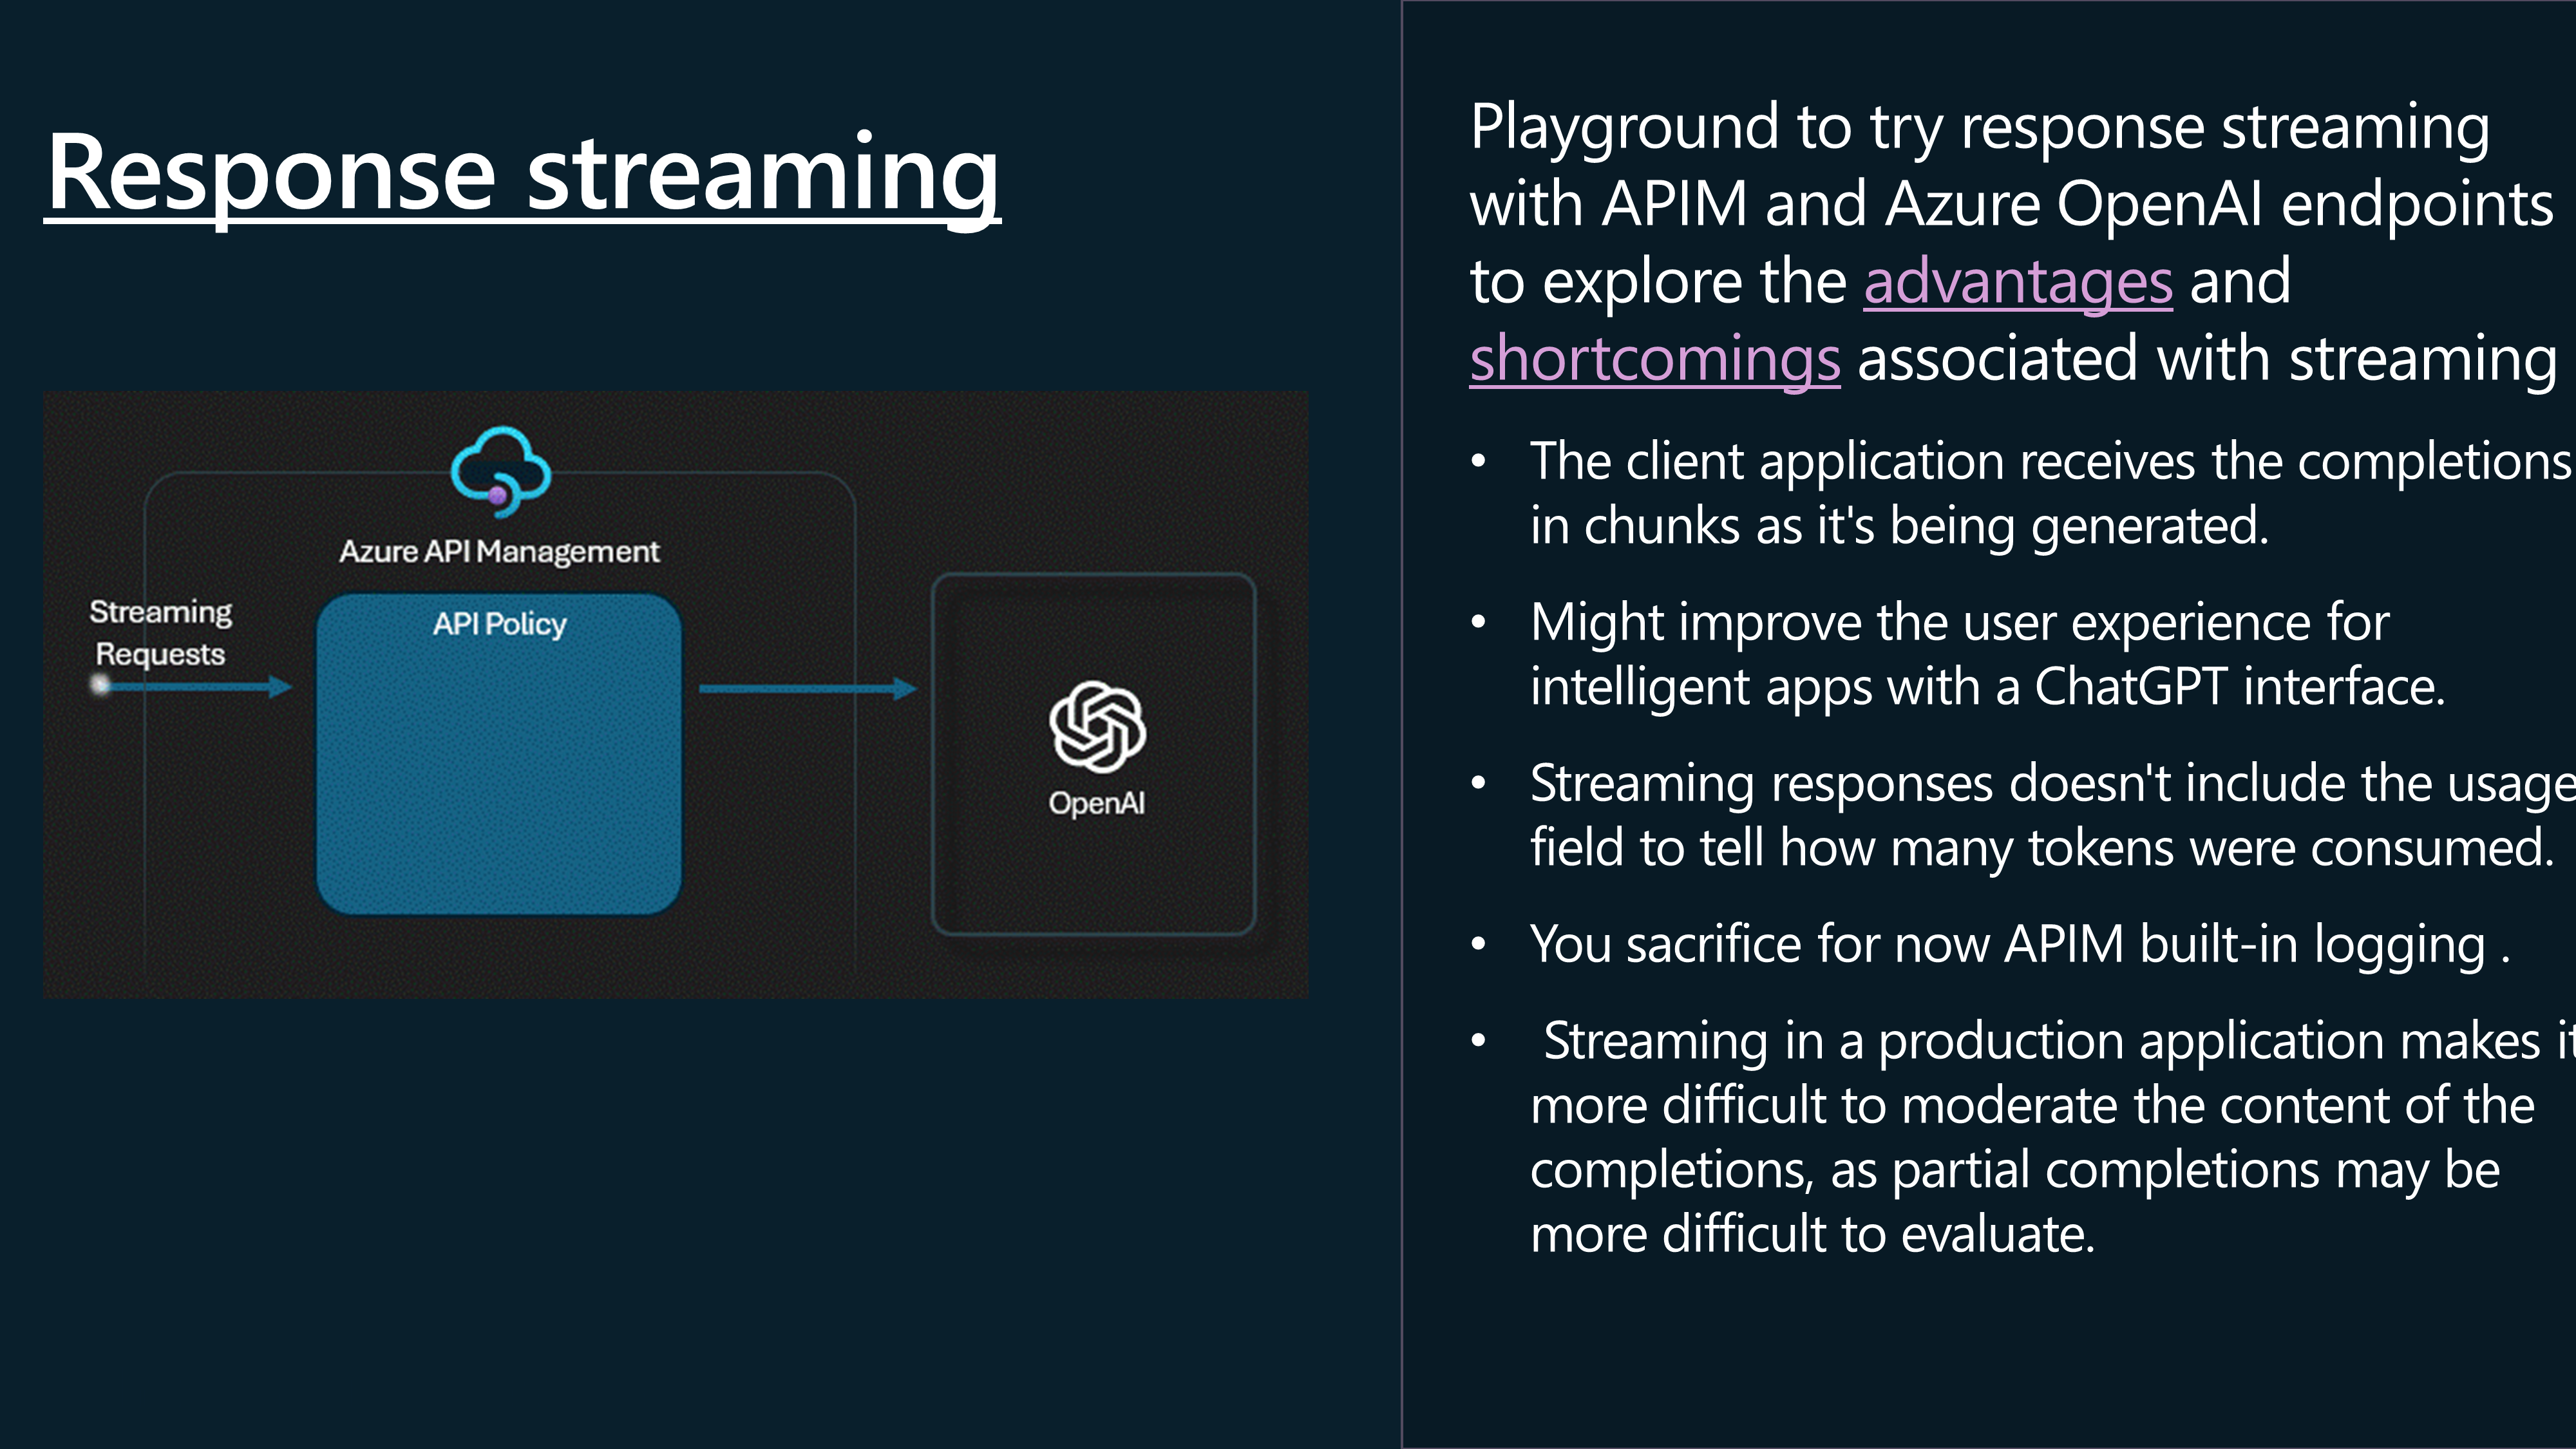 Response streaming
Azure API Management
Streaming
Requests
API Policy
OpenAI
Playground to try response streaming
with APIM and Azure OpenAI endpoints
to explore the advantages and
shortcomings associated with streaming
• The client application receives the completions
in chunks as it's being generated.
• Might improve the user experience for
intelligent apps with a ChatGPT interface.
• Streaming responses doesn't include the usage
field to tell how many tokens were consumed.
• You sacrifice for now APIM built-in logging .
• Streaming in a production application makes it
more difficult to moderate the content of the
completions, as partial completions may be
more difficult to evaluate.